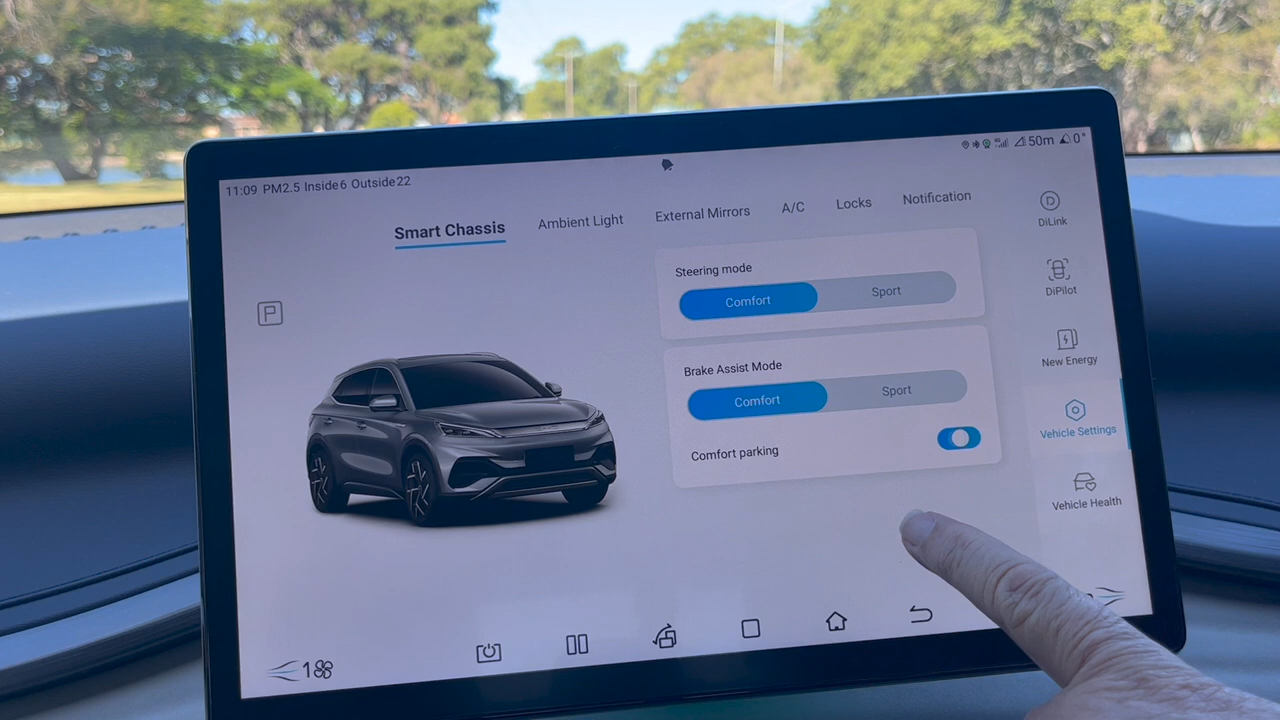 11:09 PM2.5 Inside6 Outside22
50m 0°
Smart Chassis Ambient Light External Mirrors A/C Locks Notification
P
Steering mode
Comfort Sport
Brake Assist Mode
Comfort Sport
Comfort parking
D
DiLink
DiPilot
New Energy
Vehicle Settings
Vehicle Health
1